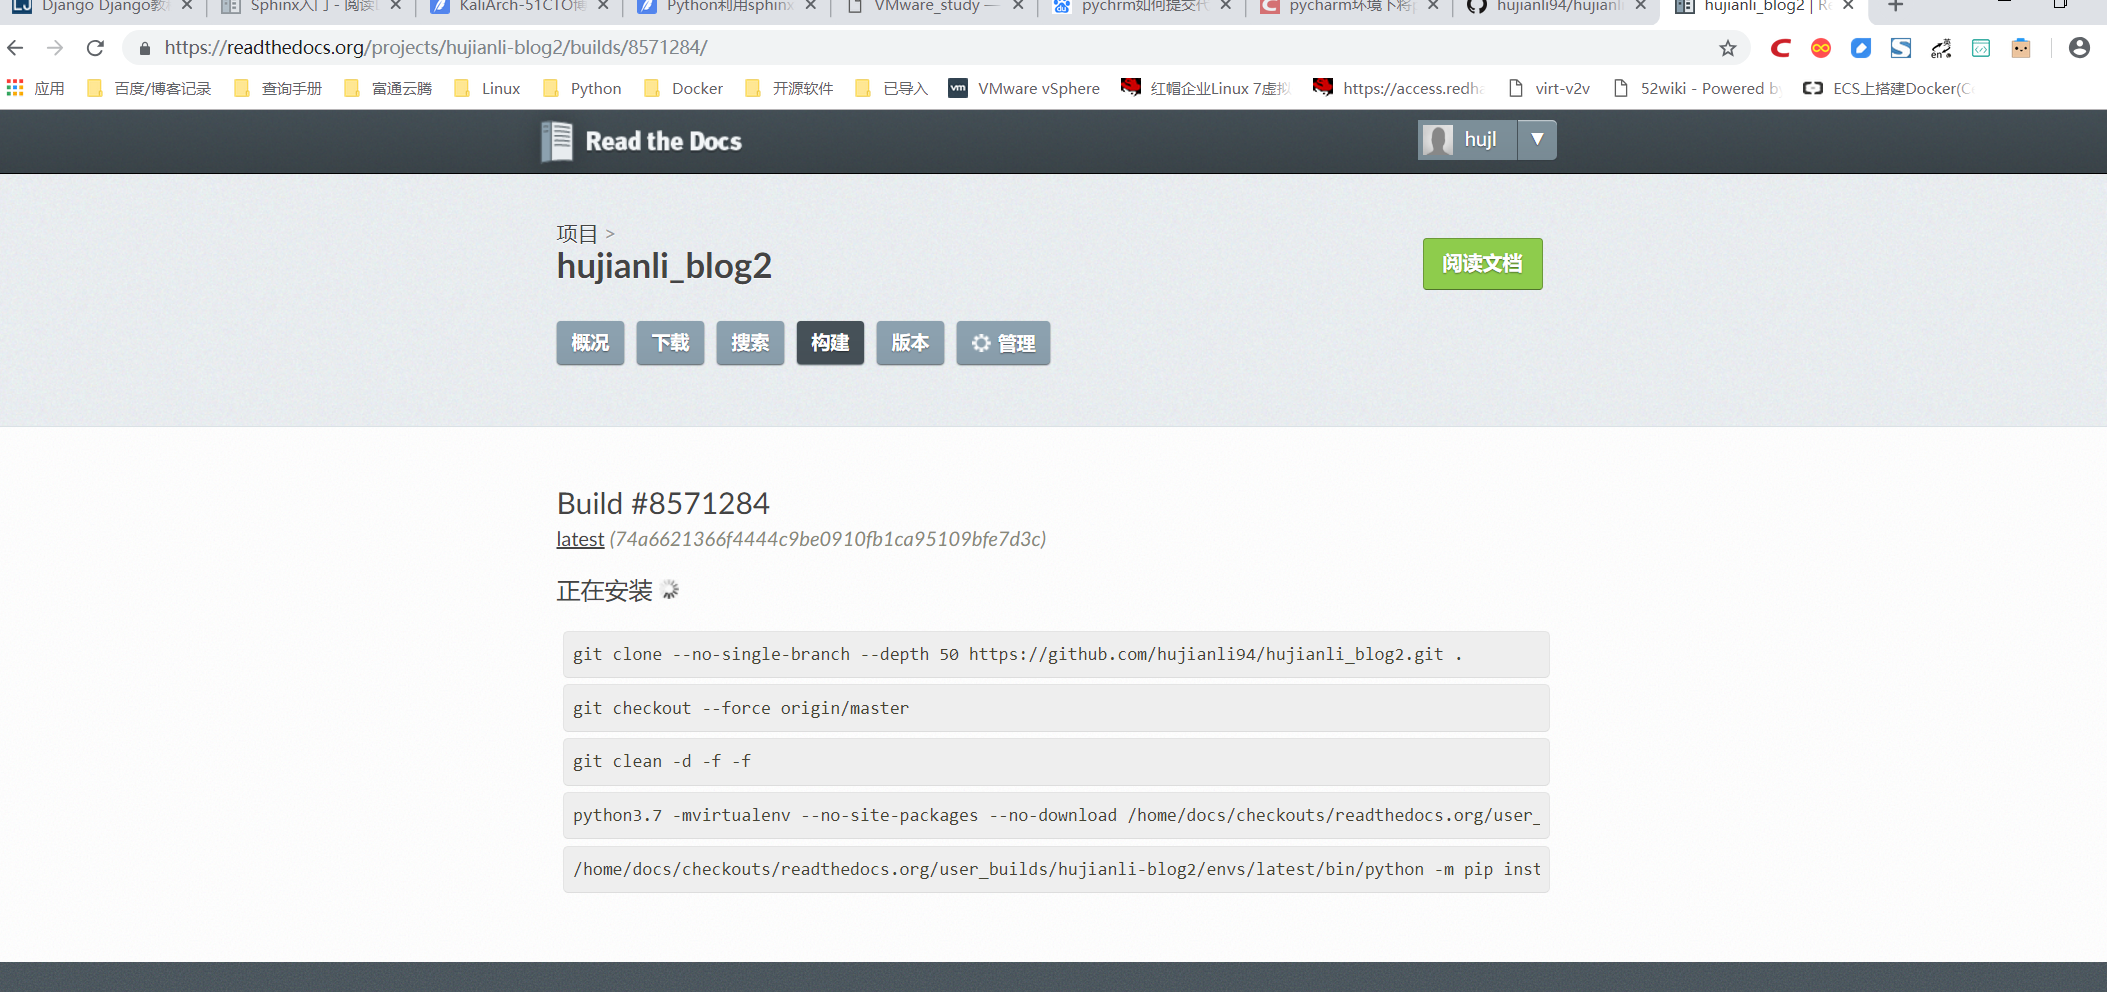 Django Django教
Sphinx入门 - 阅读
KaliArch-51CTO博
Python利用sphinx
VMware_study —
pychrm如何提交代
pycharm环境下将
hujianli94/hujianli
hujianli_blog2 | R
https://readthedocs.org/projects/hujianli-blog2/builds/8571284/
应用 百度/博客记录 查询手册 富通云腾 Linux Python Docker 开源软件 已导入 VMware vSphere 红帽企业Linux 7虚拟 https://access.redha virt-v2v 52wiki - Powered by ECS上搭建Docker(C
Read the Docs
hujl
项目 >
hujianli_blog2
阅读文档
概况 下载 搜索 构建 版本 管理
Build #8571284
latest (74a6621366f4444c9be0910fb1ca95109bfe7d3c)
正在安装
git clone --no-single-branch --depth 50 https://github.com/hujianli94/hujianli_blog2.git .
git checkout --force origin/master
git clean -d -f -f
python3.7 -mvirtualenv --no-site-packages --no-download /home/docs/checkouts/readthedocs.org/user_
/home/docs/checkouts/readthedocs.org/user_builds/hujianli-blog2/envs/latest/bin/python -m pip inst